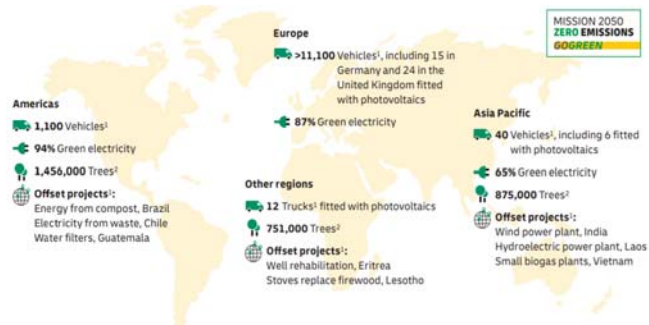 MISSION 2050
ZERO EMISSIONS
GOGREEN
Europe
>11,100 Vehicles¹, including 15 in
Germany and 24 in the
United Kingdom fitted
with photovoltaics
87% Green electricity
Americas
1,100 Vehicles¹
94% Green electricity
1,456,000 Trees²
Offset projects¹:
Energy from compost, Brazil
Electricity from waste, Chile
Water filters, Guatemala
Other regions
12 Trucks¹ fitted with photovoltaics
751,000 Trees²
Offset projects¹:
Well rehabilitation, Eritrea
Stoves replace firewood, Lesotho
Asia Pacific
40 Vehicles¹, including 6 fitted
with photovoltaics
65% Green electricity
875,000 Trees²
Offset projects¹:
Wind power plant, India
Hydroelectric power plant, Laos
Small biogas plants, Vietnam